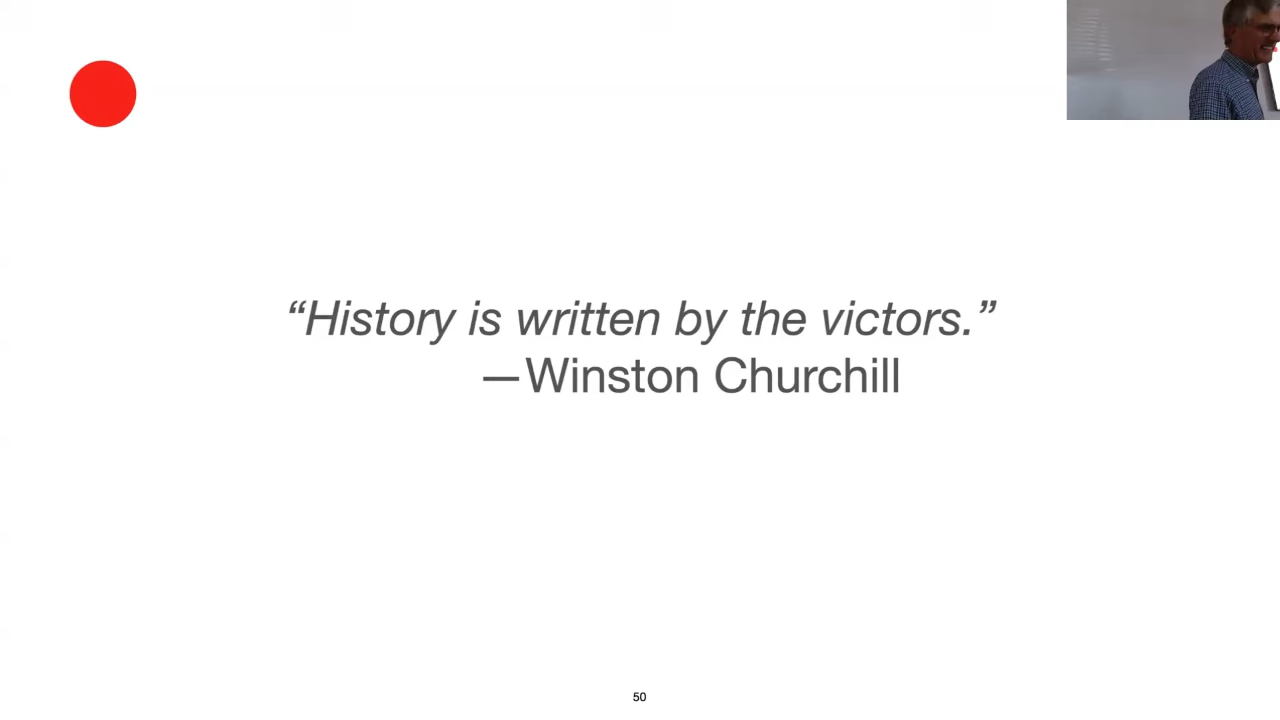 “History is written by the victors.”
—Winston Churchill
50